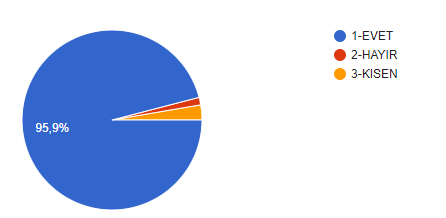 1-EVET
2-HAYIR
3-KISEN
95,9%